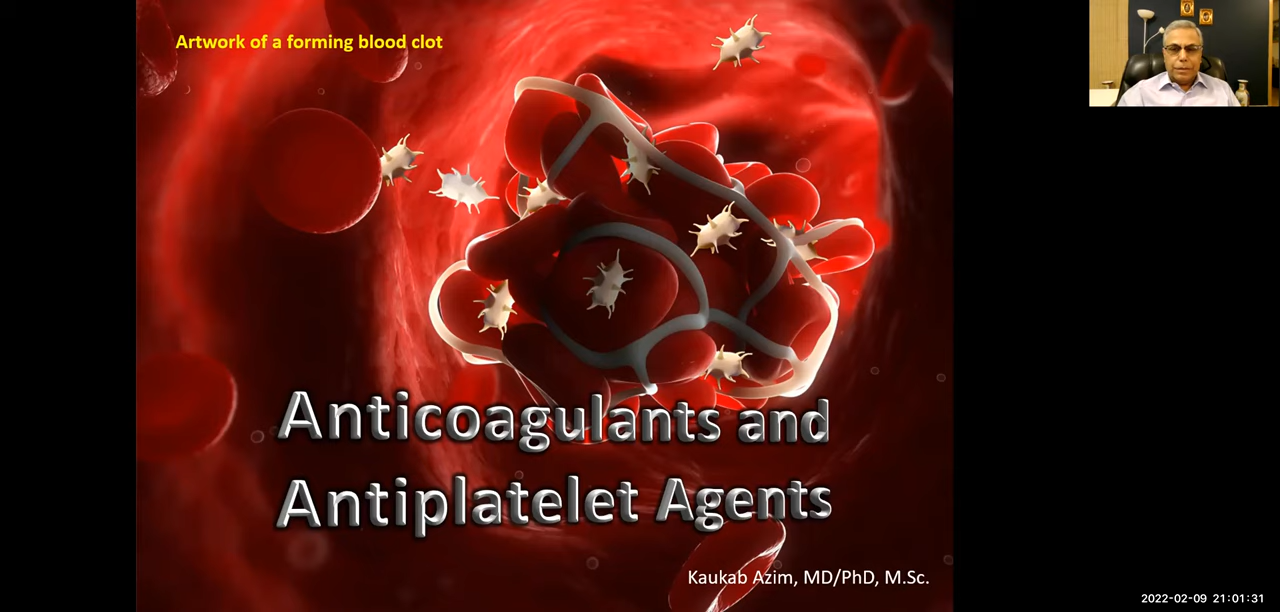 Artwork of a forming blood clot
Anticoagulants and
Antiplatelet Agents
Kaukab Azim, MD/PhD, M.Sc.
2022-02-09 21:01:31